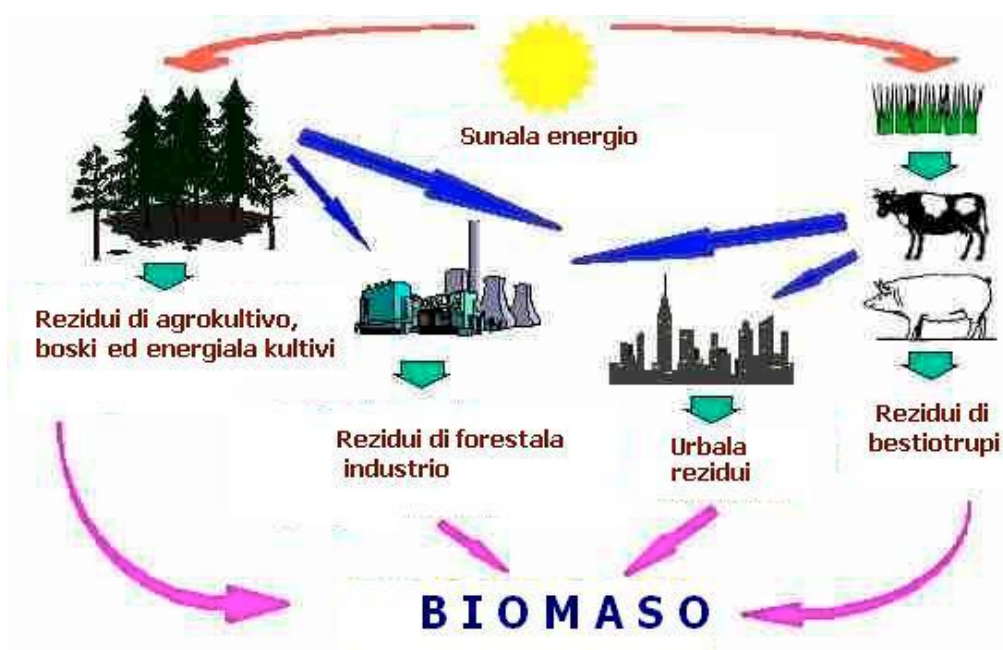 Sunala energio
Rezidui di agrokultivo,
boski ed energiala kultivi
Rezidui di forestala
industrio
Urbala
rezidui
Rezidui di
bestiotrupi
BIOMASO